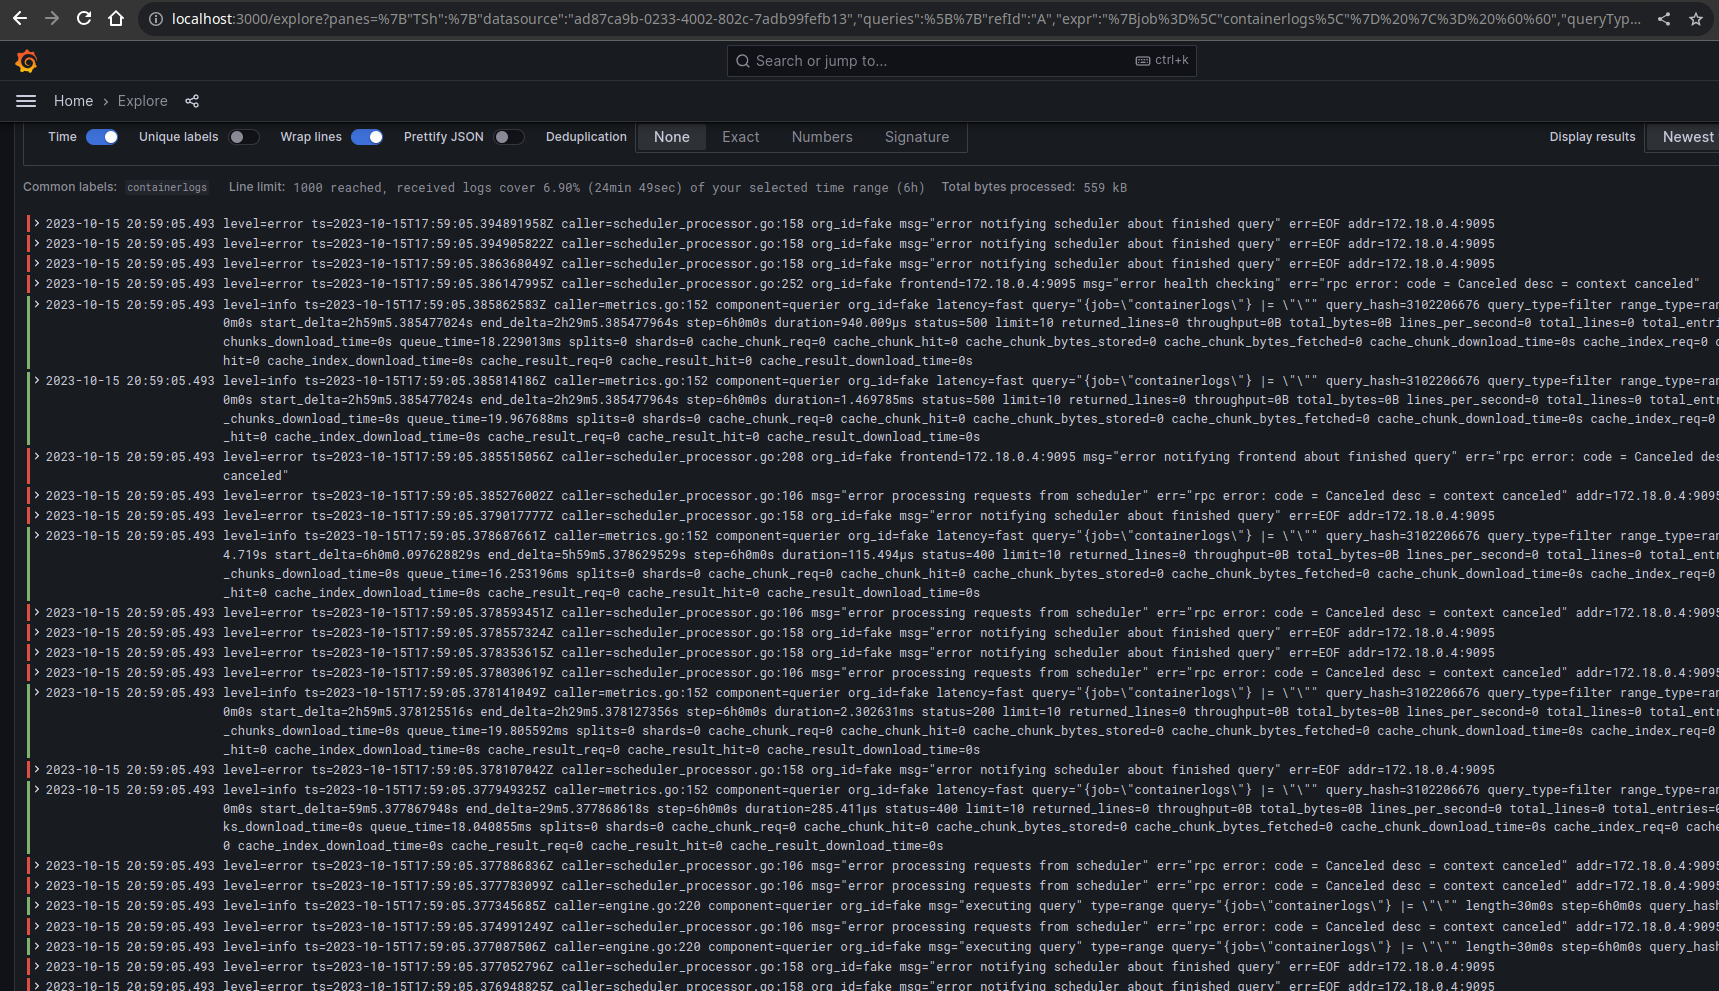 localhost:3000/explore?panes=%7B"TSh":%7B"datasource":"ad87ca9b-0233-4002-802c-7adb99fefb13","queries":%5B%7B"refId":"A","expr":"%7Bjob%3D%5C"containerlogs%5C"%7D%20%7C%3D%20%60%60","queryTyp...
Search or jump to... ctrl+k
Home › Explore
Time Unique labels Wrap lines Prettify JSON Deduplication None Exact Numbers Signature Display results Newest
Common labels: containerlogs Line limit: 1000 reached, received logs cover 6.90% (24min 49sec) of your selected time range (6h) Total bytes processed: 559 kB
2023-10-15 20:59:05.493 level=error ts=2023-10-15T17:59:05.394891958Z caller=scheduler_processor.go:158 org_id=fake msg="error notifying scheduler about finished query" err=EOF addr=172.18.0.4:9095
2023-10-15 20:59:05.493 level=error ts=2023-10-15T17:59:05.394905822Z caller=scheduler_processor.go:158 org_id=fake msg="error notifying scheduler about finished query" err=EOF addr=172.18.0.4:9095
2023-10-15 20:59:05.493 level=error ts=2023-10-15T17:59:05.386368049Z caller=scheduler_processor.go:158 org_id=fake msg="error notifying scheduler about finished query" err=EOF addr=172.18.0.4:9095
2023-10-15 20:59:05.493 level=error ts=2023-10-15T17:59:05.386147995Z caller=scheduler_processor.go:252 org_id=fake frontend=172.18.0.4:9095 msg="error health checking" err="rpc error: code = Canceled desc = context canceled"
2023-10-15 20:59:05.493 level=info ts=2023-10-15T17:59:05.385862583Z caller=metrics.go:152 component=querier org_id=fake latency=fast query="{job=\"containerlogs\"} |= \"\"" query_hash=3102206676 query_type=filter range_type=ran
0m0s start_delta=2h59m5.385477024s end_delta=2h29m5.385477964s step=6h0m0s duration=940.009µs status=500 limit=10 returned_lines=0 throughput=0B total_bytes=0B lines_per_second=0 total_lines=0 total_entri
chunks_download_time=0s queue_time=18.229013ms splits=0 shards=0 cache_chunk_req=0 cache_chunk_hit=0 cache_chunk_bytes_stored=0 cache_chunk_bytes_fetched=0 cache_chunk_download_time=0s cache_index_req=0 c
hit=0 cache_index_download_time=0s cache_result_req=0 cache_result_hit=0 cache_result_download_time=0s
2023-10-15 20:59:05.493 level=info ts=2023-10-15T17:59:05.385814186Z caller=metrics.go:152 component=querier org_id=fake latency=fast query="{job=\"containerlogs\"} |= \"\"" query_hash=3102206676 query_type=filter range_type=ran
0m0s start_delta=2h59m5.385477024s end_delta=2h29m5.385477964s step=6h0m0s duration=1.469785ms status=500 limit=10 returned_lines=0 throughput=0B total_bytes=0B lines_per_second=0 total_lines=0 total_entr
_chunks_download_time=0s queue_time=19.967688ms splits=0 shards=0 cache_chunk_req=0 cache_chunk_hit=0 cache_chunk_bytes_stored=0 cache_chunk_bytes_fetched=0 cache_chunk_download_time=0s cache_index_req=0
_hit=0 cache_index_download_time=0s cache_result_req=0 cache_result_hit=0 cache_result_download_time=0s
2023-10-15 20:59:05.493 level=error ts=2023-10-15T17:59:05.385515056Z caller=scheduler_processor.go:208 org_id=fake frontend=172.18.0.4:9095 msg="error notifying frontend about finished query" err="rpc error: code = Canceled des
canceled"
2023-10-15 20:59:05.493 level=error ts=2023-10-15T17:59:05.385276002Z caller=scheduler_processor.go:106 msg="error processing requests from scheduler" err="rpc error: code = Canceled desc = context canceled" addr=172.18.0.4:9095
2023-10-15 20:59:05.493 level=error ts=2023-10-15T17:59:05.379017777Z caller=scheduler_processor.go:158 org_id=fake msg="error notifying scheduler about finished query" err=EOF addr=172.18.0.4:9095
2023-10-15 20:59:05.493 level=info ts=2023-10-15T17:59:05.378687661Z caller=metrics.go:152 component=querier org_id=fake latency=fast query="{job=\"containerlogs\"} |= \"\"" query_hash=3102206676 query_type=filter range_type=ran
4.719s start_delta=6h0m0.097628829s end_delta=5h59m5.378629529s step=6h0m0s duration=115.494µs status=400 limit=10 returned_lines=0 throughput=0B total_bytes=0B lines_per_second=0 total_lines=0 total_entr
_chunks_download_time=0s queue_time=16.253196ms splits=0 shards=0 cache_chunk_req=0 cache_chunk_hit=0 cache_chunk_bytes_stored=0 cache_chunk_bytes_fetched=0 cache_chunk_download_time=0s cache_index_req=0
_hit=0 cache_index_download_time=0s cache_result_req=0 cache_result_hit=0 cache_result_download_time=0s
2023-10-15 20:59:05.493 level=error ts=2023-10-15T17:59:05.378593451Z caller=scheduler_processor.go:106 msg="error processing requests from scheduler" err="rpc error: code = Canceled desc = context canceled" addr=172.18.0.4:9095
2023-10-15 20:59:05.493 level=error ts=2023-10-15T17:59:05.378557324Z caller=scheduler_processor.go:158 org_id=fake msg="error notifying scheduler about finished query" err=EOF addr=172.18.0.4:9095
2023-10-15 20:59:05.493 level=error ts=2023-10-15T17:59:05.378353615Z caller=scheduler_processor.go:158 org_id=fake msg="error notifying scheduler about finished query" err=EOF addr=172.18.0.4:9095
2023-10-15 20:59:05.493 level=error ts=2023-10-15T17:59:05.378030619Z caller=scheduler_processor.go:106 msg="error processing requests from scheduler" err="rpc error: code = Canceled desc = context canceled" addr=172.18.0.4:9095
2023-10-15 20:59:05.493 level=info ts=2023-10-15T17:59:05.378141049Z caller=metrics.go:152 component=querier org_id=fake latency=fast query="{job=\"containerlogs\"} |= \"\"" query_hash=3102206676 query_type=filter range_type=ran
0m0s start_delta=2h59m5.378125516s end_delta=2h29m5.378127356s step=6h0m0s duration=2.302631ms status=200 limit=10 returned_lines=0 throughput=0B total_bytes=0B lines_per_second=0 total_lines=0 total_entr
_chunks_download_time=0s queue_time=19.805592ms splits=0 shards=0 cache_chunk_req=0 cache_chunk_hit=0 cache_chunk_bytes_stored=0 cache_chunk_bytes_fetched=0 cache_chunk_download_time=0s cache_index_req=0
_hit=0 cache_index_download_time=0s cache_result_req=0 cache_result_hit=0 cache_result_download_time=0s
2023-10-15 20:59:05.493 level=error ts=2023-10-15T17:59:05.378107042Z caller=scheduler_processor.go:158 org_id=fake msg="error notifying scheduler about finished query" err=EOF addr=172.18.0.4:9095
2023-10-15 20:59:05.493 level=info ts=2023-10-15T17:59:05.377949325Z caller=metrics.go:152 component=querier org_id=fake latency=fast query="{job=\"containerlogs\"} |= \"\"" query_hash=3102206676 query_type=filter range_type=ran
0m0s start_delta=59m5.377867948s end_delta=29m5.377868618s step=6h0m0s duration=285.411µs status=400 limit=10 returned_lines=0 throughput=0B total_bytes=0B lines_per_second=0 total_lines=0 total_entries=0
ks_download_time=0s queue_time=18.040855ms splits=0 shards=0 cache_chunk_req=0 cache_chunk_hit=0 cache_chunk_bytes_stored=0 cache_chunk_bytes_fetched=0 cache_chunk_download_time=0s cache_index_req=0 cache
0 cache_index_download_time=0s cache_result_req=0 cache_result_hit=0 cache_result_download_time=0s
2023-10-15 20:59:05.493 level=error ts=2023-10-15T17:59:05.377886836Z caller=scheduler_processor.go:106 msg="error processing requests from scheduler" err="rpc error: code = Canceled desc = context canceled" addr=172.18.0.4:9095
2023-10-15 20:59:05.493 level=error ts=2023-10-15T17:59:05.377783099Z caller=scheduler_processor.go:106 msg="error processing requests from scheduler" err="rpc error: code = Canceled desc = context canceled" addr=172.18.0.4:9095
2023-10-15 20:59:05.493 level=info ts=2023-10-15T17:59:05.377345685Z caller=engine.go:220 component=querier org_id=fake msg="executing query" type=range query="{job=\"containerlogs\"} |= \"\"" length=30m0s step=6h0m0s query_hash
2023-10-15 20:59:05.493 level=error ts=2023-10-15T17:59:05.374991249Z caller=scheduler_processor.go:106 msg="error processing requests from scheduler" err="rpc error: code = Canceled desc = context canceled" addr=172.18.0.4:9095
2023-10-15 20:59:05.493 level=info ts=2023-10-15T17:59:05.377087506Z caller=engine.go:220 component=querier org_id=fake msg="executing query" type=range query="{job=\"containerlogs\"} |= \"\"" length=30m0s step=6h0m0s query_hash
2023-10-15 20:59:05.493 level=error ts=2023-10-15T17:59:05.377052796Z caller=scheduler_processor.go:158 org_id=fake msg="error notifying scheduler about finished query" err=EOF addr=172.18.0.4:9095
2023-10-15 20:59:05.493 level=error ts=2023-10-15T17:59:05.376948825Z caller=scheduler_processor.go:158 org_id=fake msg="error notifying scheduler about finished query" err=EOF addr=172.18.0.4:9095